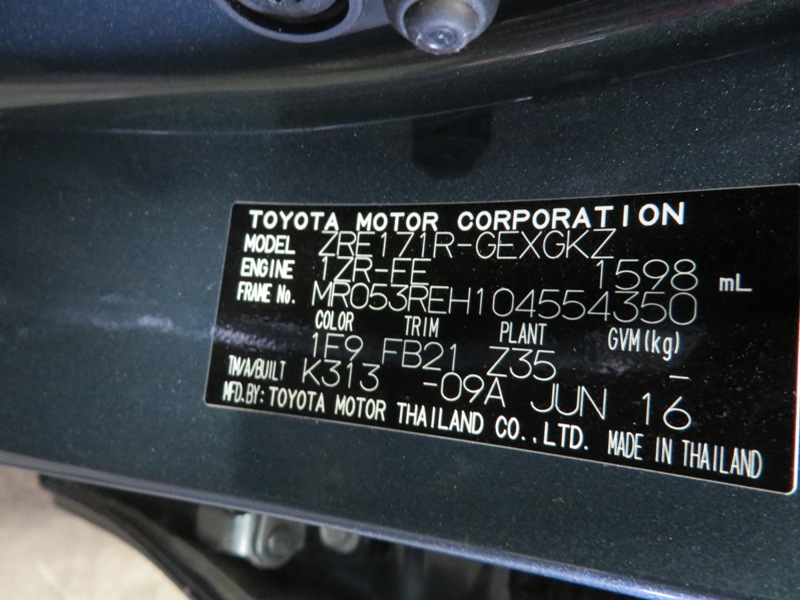 TOYOTA MOTOR CORPORATION
MODEL ZRE171R-GEXGKZ
ENGINE 1ZR-FE 1598 mL
FRAME No. MR053REH104554350
COLOR TRIM PLANT GVM(kg)
1F9 FB21 Z35 -
TM/A/BUILT K313 -09A JUN 16
MFD.BY: TOYOTA MOTOR THAILAND CO.,LTD. MADE IN THAILAND